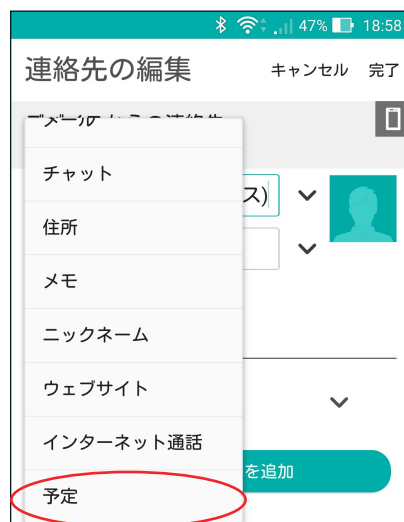 47% 18:58
連絡先の編集 キャンセル 完了
チャット
ス)
住所
メモ
ニックネーム
ウェブサイト
インターネット通話
を追加
予定